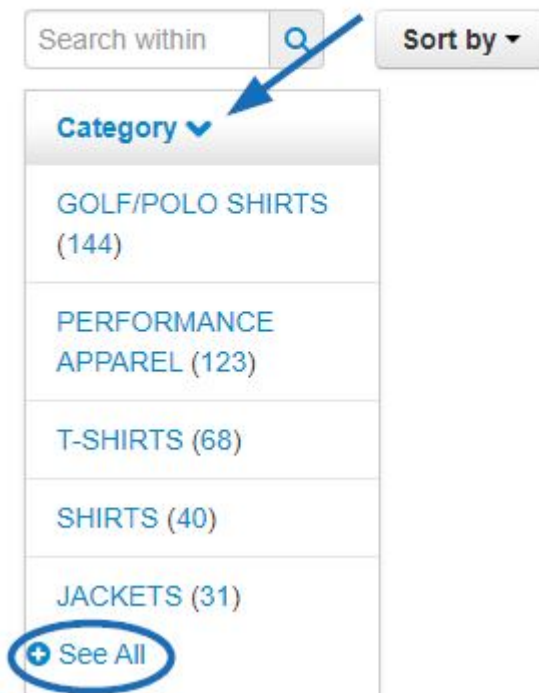 Search within
Sort by
Category
GOLF/POLO SHIRTS
(144)
PERFORMANCE
APPAREL (123)
T-SHIRTS (68)
SHIRTS (40)
JACKETS (31)
See All